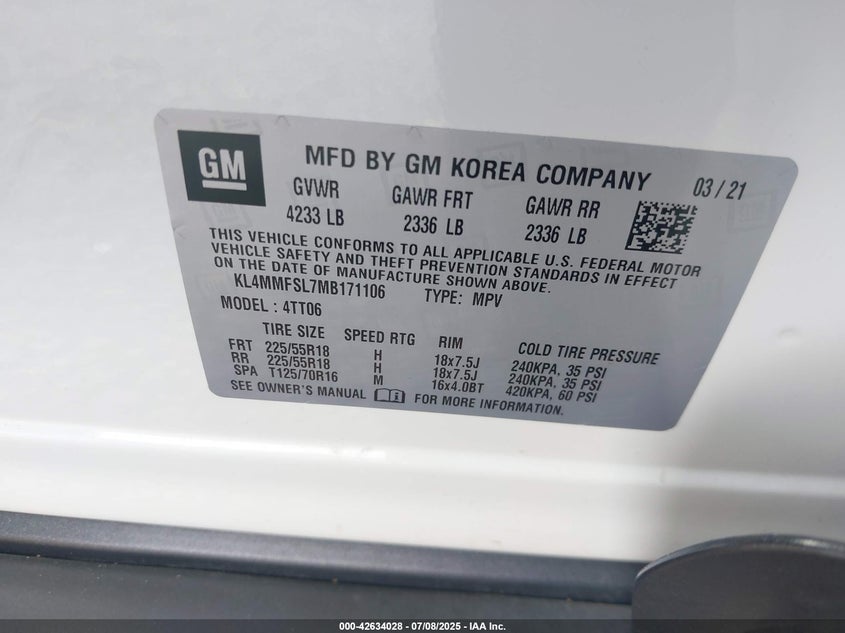 GM
MFD BY GM KOREA COMPANY
03 / 21
GVWR GAWR FRT GAWR RR
4233 LB 2336 LB 2336 LB
THIS VEHICLE CONFORMS TO ALL APPLICABLE U.S. FEDERAL MOTOR
VEHICLE SAFETY AND THEFT PREVENTION STANDARDS IN EFFECT
ON THE DATE OF MANUFACTURE SHOWN ABOVE.
KL4MMFSL7MB171106 TYPE: MPV
MODEL : 4TT06
TIRE SIZE SPEED RTG RIM COLD TIRE PRESSURE
FRT 225/55R18 H 18x7.5J 240KPA, 35 PSI
RR 225/55R18 H 18x7.5J 240KPA, 35 PSI
SPA T125/70R16 M 16x4.0BT 420KPA, 60 PSI
SEE OWNER'S MANUAL FOR MORE INFORMATION.
000-42634028 - 07/08/2025 - IAA Inc.